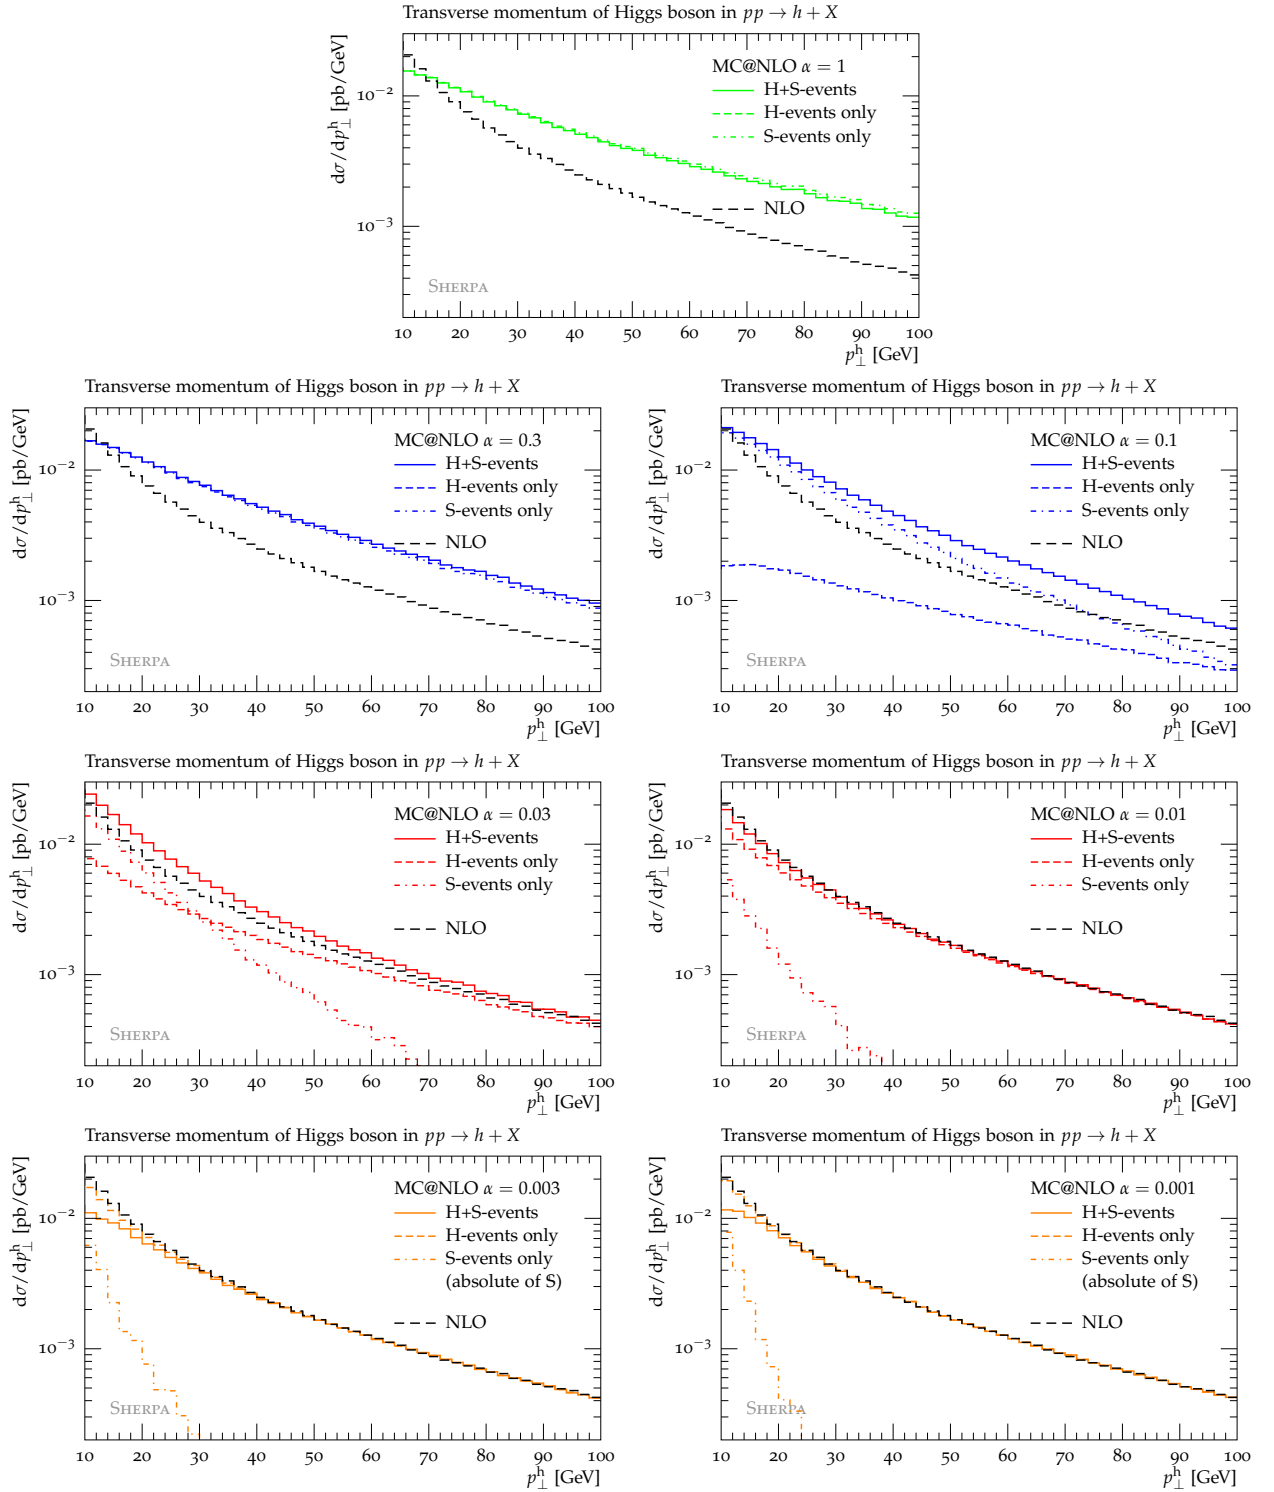 Transverse momentum of Higgs boson in pp → h + X
dσ/dp⊥^h [pb/GeV]
10⁻²
10⁻³
MC@NLO α = 1
H+S-events
H-events only
S-events only
NLO
SHERPA
10 20 30 40 50 60 70 80 90 100
p⊥^h [GeV]
Transverse momentum of Higgs boson in pp → h + X
dσ/dp⊥^h [pb/GeV]
10⁻²
10⁻³
MC@NLO α = 0.3
H+S-events
H-events only
S-events only
NLO
SHERPA
10 20 30 40 50 60 70 80 90 100
p⊥^h [GeV]
Transverse momentum of Higgs boson in pp → h + X
dσ/dp⊥^h [pb/GeV]
10⁻²
10⁻³
MC@NLO α = 0.1
H+S-events
H-events only
S-events only
NLO
SHERPA
10 20 30 40 50 60 70 80 90 100
p⊥^h [GeV]
Transverse momentum of Higgs boson in pp → h + X
dσ/dp⊥^h [pb/GeV]
10⁻²
10⁻³
MC@NLO α = 0.03
H+S-events
H-events only
S-events only
NLO
SHERPA
10 20 30 40 50 60 70 80 90 100
p⊥^h [GeV]
Transverse momentum of Higgs boson in pp → h + X
dσ/dp⊥^h [pb/GeV]
10⁻²
10⁻³
MC@NLO α = 0.01
H+S-events
H-events only
S-events only
NLO
SHERPA
10 20 30 40 50 60 70 80 90 100
p⊥^h [GeV]
Transverse momentum of Higgs boson in pp → h + X
dσ/dp⊥^h [pb/GeV]
10⁻²
10⁻³
MC@NLO α = 0.003
H+S-events
H-events only
S-events only
(absolute of S)
NLO
SHERPA
10 20 30 40 50 60 70 80 90 100
p⊥^h [GeV]
Transverse momentum of Higgs boson in pp → h + X
dσ/dp⊥^h [pb/GeV]
10⁻²
10⁻³
MC@NLO α = 0.001
H+S-events
H-events only
S-events only
(absolute of S)
NLO
SHERPA
10 20 30 40 50 60 70 80 90 100
p⊥^h [GeV]